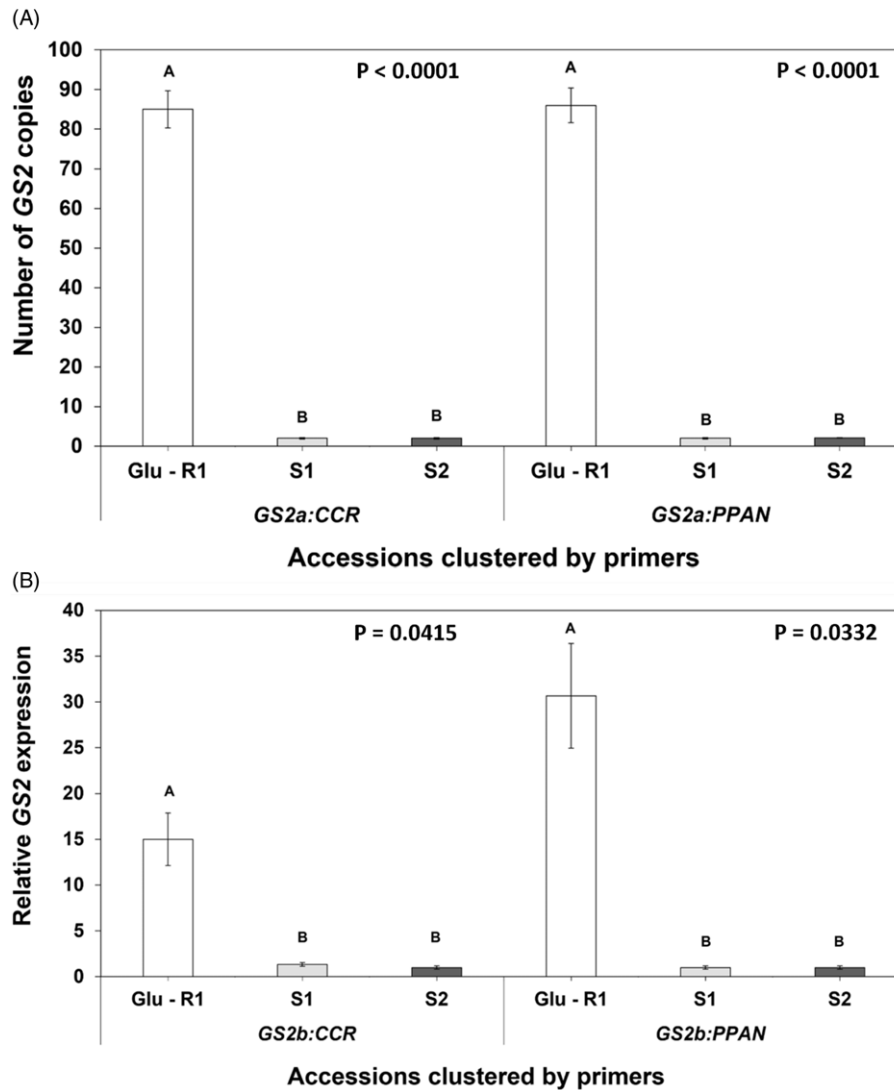 (A)
Number of GS2 copies
100
90
80
70
60
50
40
30
20
10
0
A
P < 0.0001
A
P < 0.0001
B
B
B
B
Glu - R1
S1
S2
Glu - R1
S1
S2
GS2a:CCR
GS2a:PPAN
Accessions clustered by primers
(B)
Relative GS2 expression
40
35
30
25
20
15
10
5
0
P = 0.0415
A
P = 0.0332
A
B
B
B
B
Glu - R1
S1
S2
Glu - R1
S1
S2
GS2b:CCR
GS2b:PPAN
Accessions clustered by primers